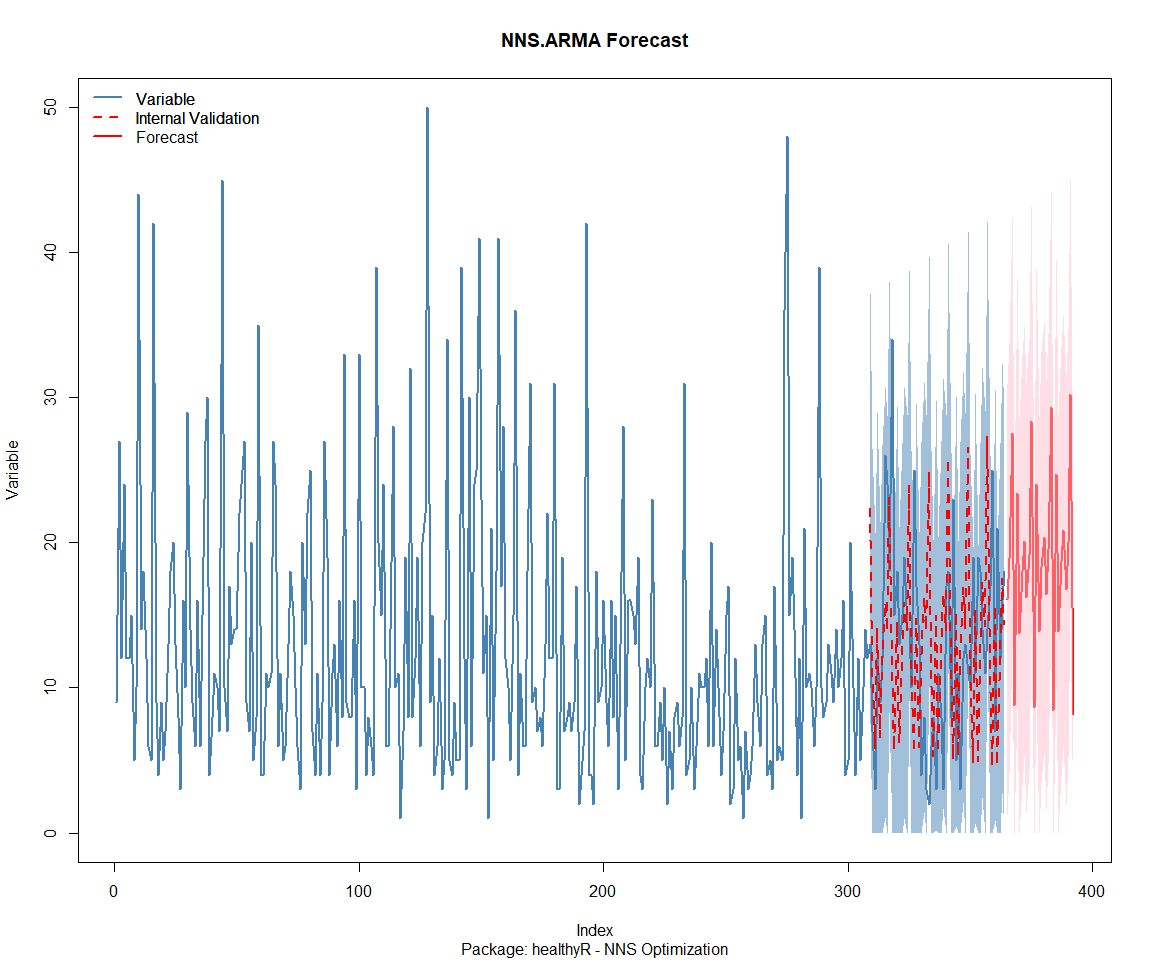 NNS.ARMA Forecast
Variable
Internal Validation
Forecast
Variable
50
40
30
20
10
0
0 100 200 300 400
Index
Package: healthyR - NNS Optimization